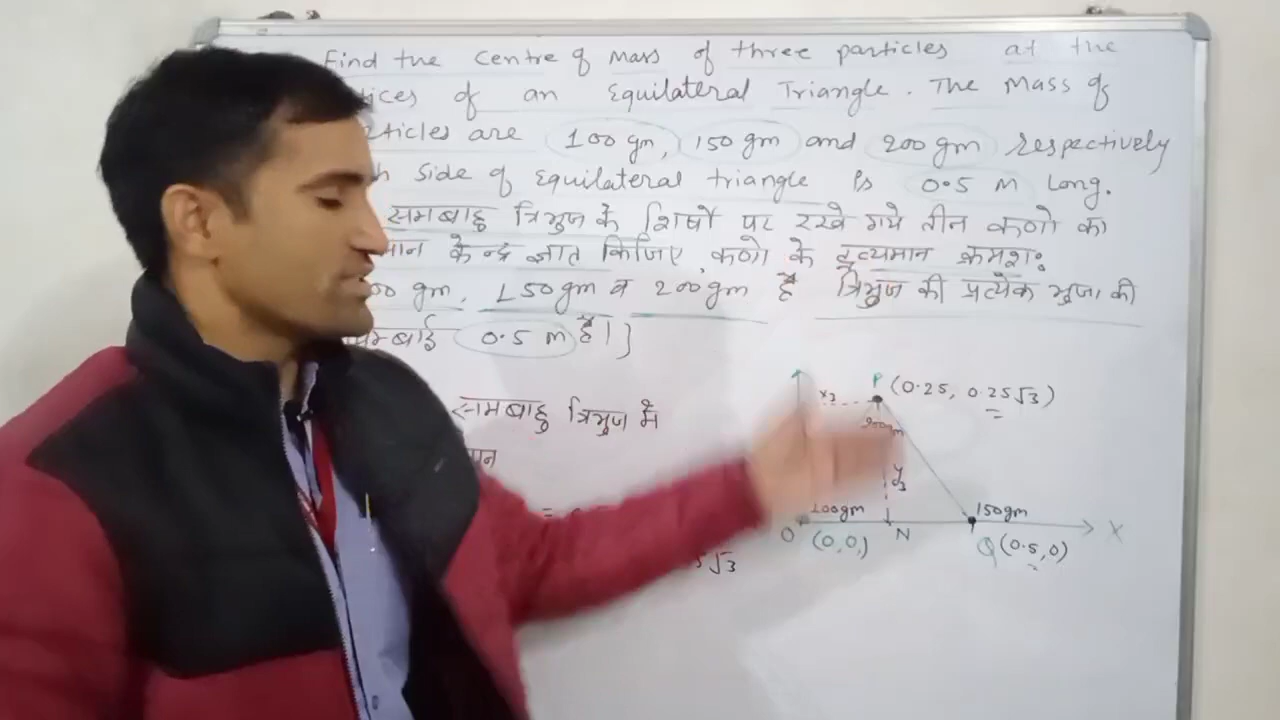 Find the Centre of Mass of three particles at the
of an Equilateral Triangle. The Mass of
are 100 gm, 150 gm and 200 gm respectively
side of Equilateral triangle is 0.5 M Long.
समबाहु त्रिभुज के शिर्षों पर रखे गये तीन कणो का
केन्द्र ज्ञात किजिए, कणो के द्रव्यमान क्रमशः
gm, 150gm व 200gm है त्रिभुज की प्रत्येक भुजा की
0.5 M है।}
समबाहु त्रिभुज में
P (0.25, 0.25√3)
x3
200gm
y3
100gm
150gm
O (0,0,)
N
Q (0.5,0)
X
√3